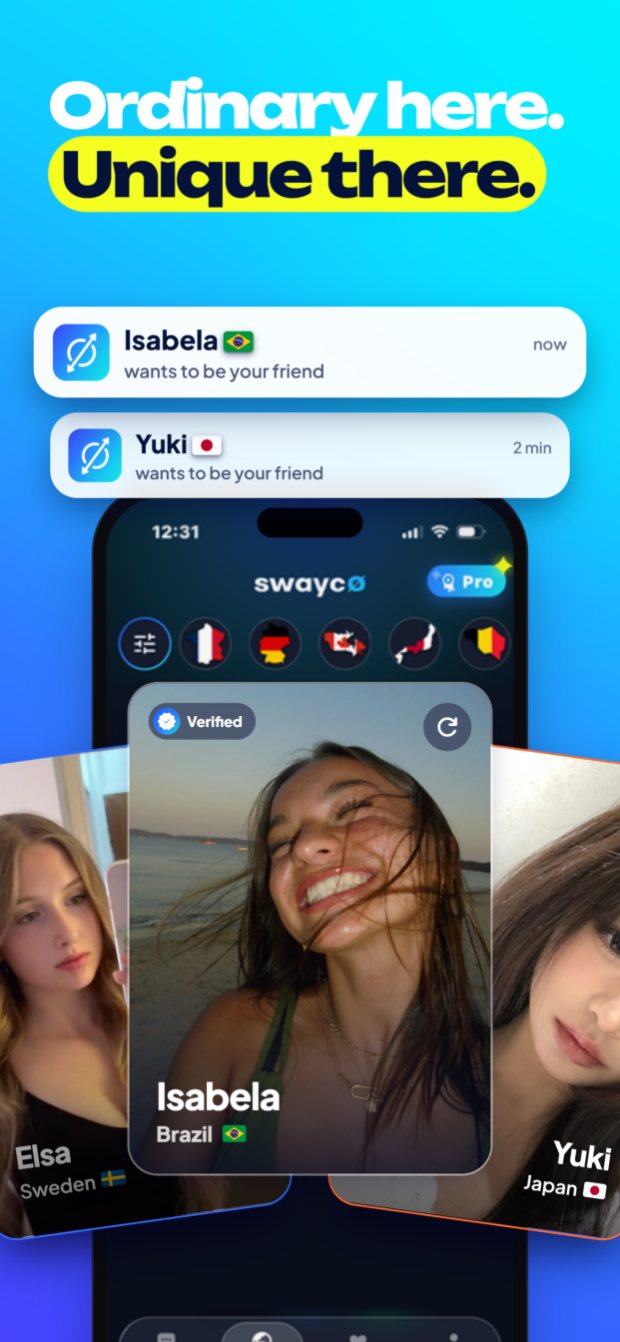 Ordinary here.
Unique there.
Isabela
now
wants to be your friend
Yuki
2 min
wants to be your friend
12:31
swayco
Pro
Verified
Isabela
Brazil
Elsa
Sweden
Yuki
Japan